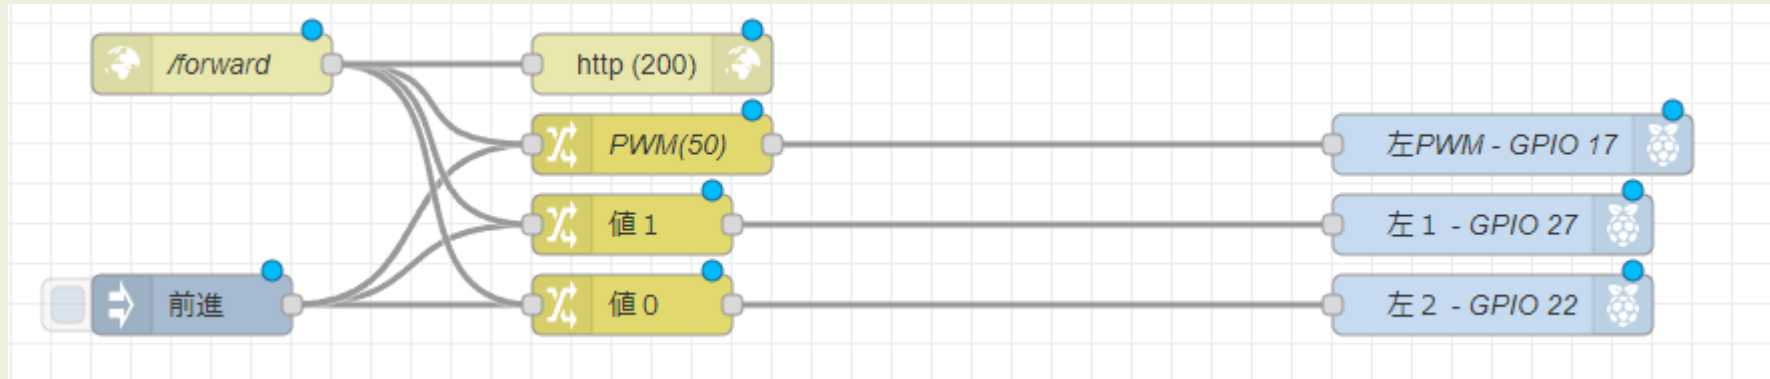 /forward
http (200)
PWM(50)
左PWM - GPIO 17
値 1
左 1 - GPIO 27
前進
値 0
左 2 - GPIO 22